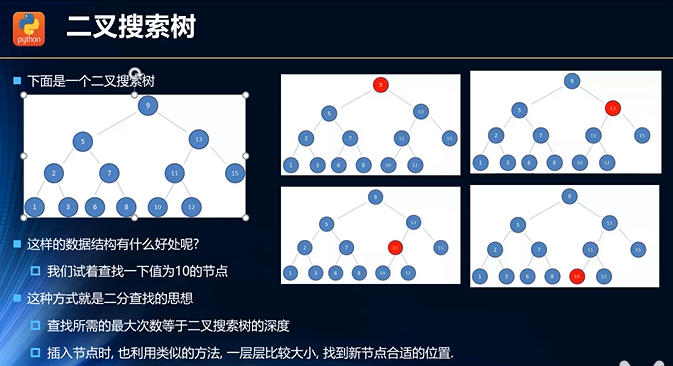 python
二叉搜索树
下面是一个二叉搜索树
9
5 13
2 7 11 15
1 3 6 8 10 12
9
5 13
2 7 11 15
1 3 6 8 10 12
9
5 13
2 7 11 15
1 3 6 8 10 12
9
5 13
2 7 11 15
1 3 6 8 10 12
9
5 13
2 7 11 15
1 3 6 8 10 12
这样的数据结构有什么好处呢?
我们试着查找一下值为10的节点
这种方式就是二分查找的思想
查找所需的最大次数等于二叉搜索树的深度
插入节点时, 也利用类似的方法, 一层层比较大小, 找到新节点合适的位置.